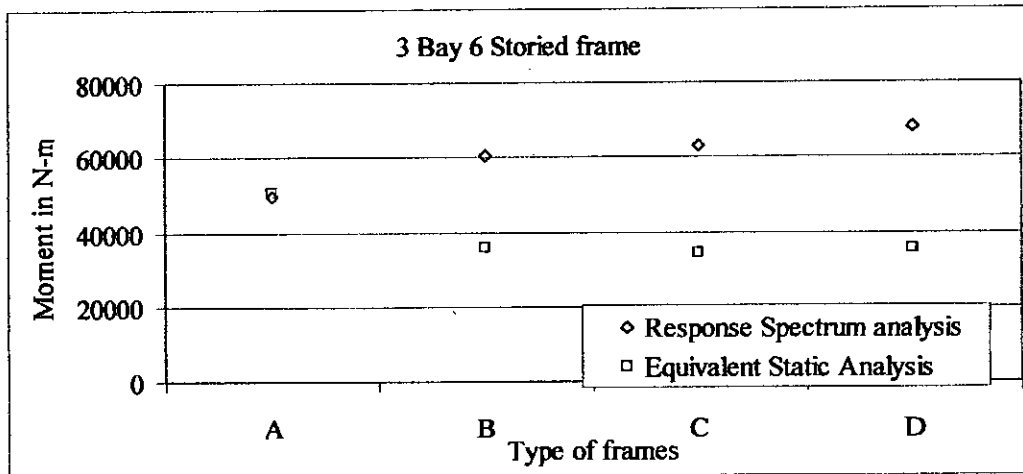 3 Bay 6 Storied frame
Moment in N-m
80000
60000
40000
20000
0
Response Spectrum analysis
Equivalent Static Analysis
A B C D
Type of frames